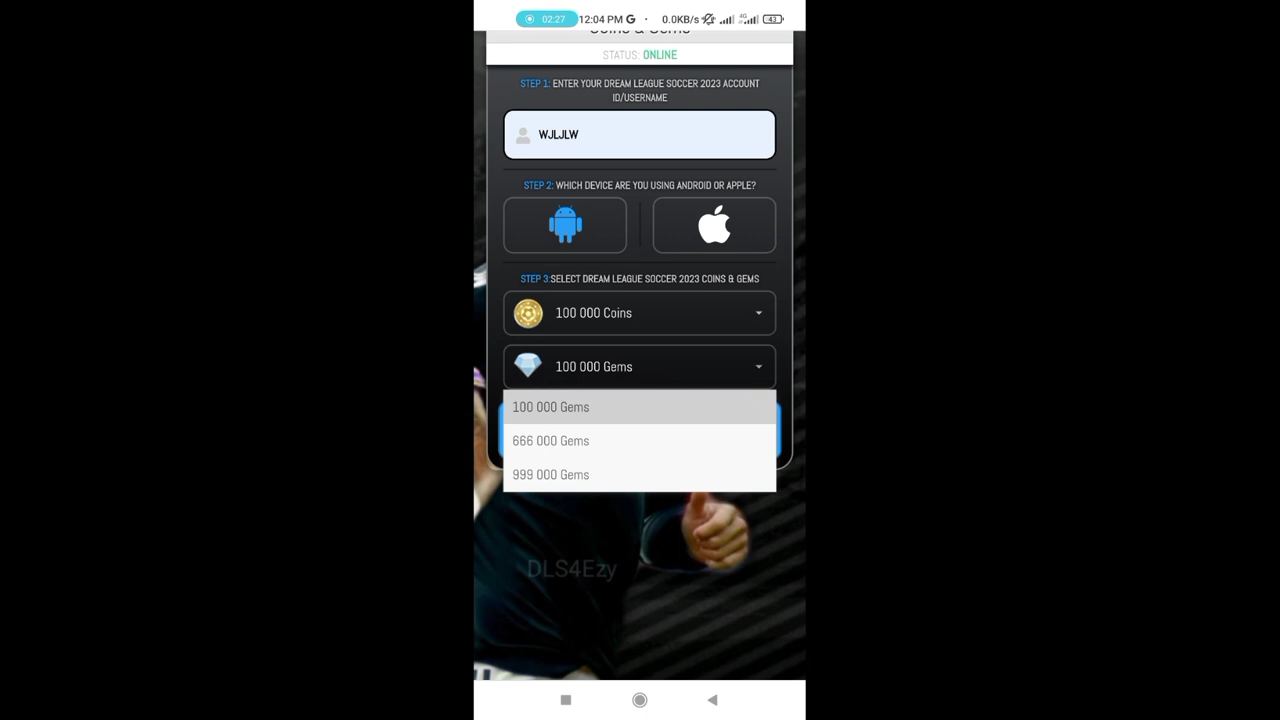 02:27 12:04 PM G · 0.0KB/s 4G 43
Coins & Gems
STATUS: ONLINE
STEP 1: ENTER YOUR DREAM LEAGUE SOCCER 2023 ACCOUNT
ID/USERNAME
WJLJLW
STEP 2: WHICH DEVICE ARE YOU USING ANDROID OR APPLE?
STEP 3:SELECT DREAM LEAGUE SOCCER 2023 COINS & GEMS
100 000 Coins
100 000 Gems
100 000 Gems
666 000 Gems
999 000 Gems
DLS4Ezy